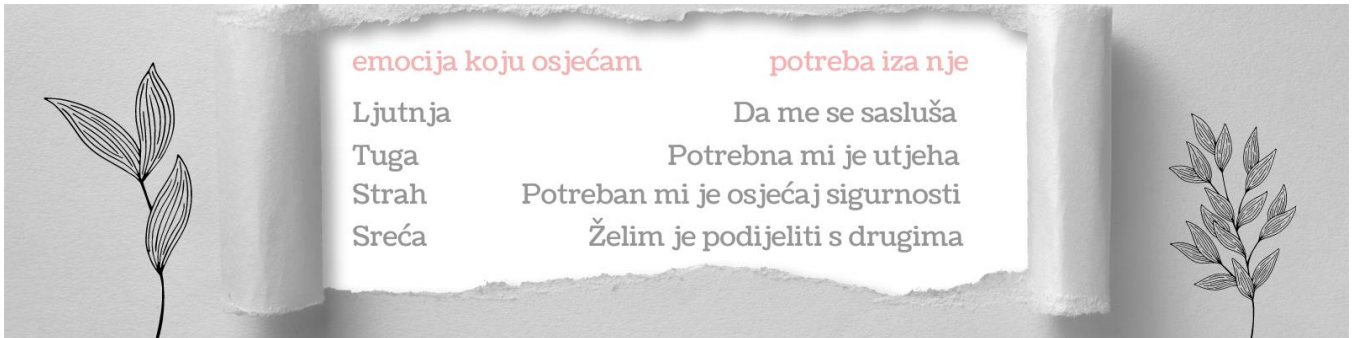 emocija koju osjećam potreba iza nje
Ljutnja Da me se sasluša
Tuga Potrebna mi je utjeha
Strah Potreban mi je osjećaj sigurnosti
Sreća Želim je podijeliti s drugima